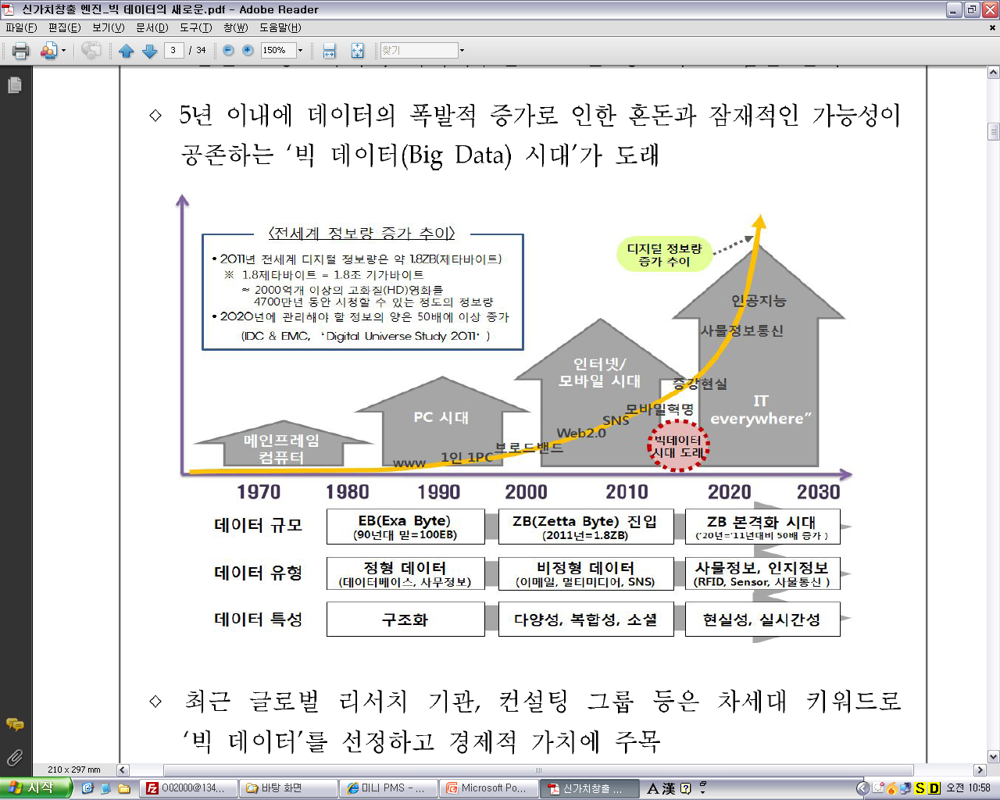 신가치창출 엔진_빅 데이터의 새로운.pdf - Adobe Reader
파일(F) 편집(E) 보기(V) 문서(D) 도구(T) 창(W) 도움말(H)
3 / 34 150% 찾기
◇ 5년 이내에 데이터의 폭발적 증가로 인한 혼돈과 잠재적인 가능성이
공존하는 ‘빅 데이터(Big Data) 시대’가 도래
<전세계 정보량 증가 추이>
• 2011년 전세계 디지털 정보량은 약 1.8ZB(제타바이트)
※ 1.8제타바이트 = 1.8조 기가바이트
≈ 2000억개 이상의 고화질(HD)영화를
4700만년 동안 시청할 수 있는 정도의 정보량
• 2020년에 관리해야 할 정보의 양은 50배에 이상 증가
(IDC & EMC, ‘Digital Universe Study 2011’ )
디지털 정보량
증가 추이
인공지능
사물정보통신
증강현실
모바일혁명
SNS
Web2.0
브로드밴드
1인 1PC
www
메인프레임
컴퓨터
PC 시대
인터넷/
모바일 시대
IT
everywhere”
빅데이터
시대 도래
1970 1980 1990 2000 2010 2020 2030
데이터 규모
EB(Exa Byte)
(90년대 말=100EB)
ZB(Zetta Byte) 진입
(2011년=1.8ZB)
ZB 본격화 시대
(‘20년=’11년대비 50배 증가 )
데이터 유형
정형 데이터
(데이터베이스, 사무정보)
비정형 데이터
(이메일, 멀티미디어, SNS)
사물정보, 인지정보
(RFID, Sensor, 사물통신 )
데이터 특성
구조화
다양성, 복합성, 소셜
현실성, 실시간성
◇ 최근 글로벌 리서치 기관, 컨설팅 그룹 등은 차세대 키워드로
‘빅 데이터’를 선정하고 경제적 가치에 주목
210 x 297 mm
시작 O02000@134... 바탕 화면 미니 PMS - ... Microsoft Po... 신가치창출 ... A 漢 오전 10:58